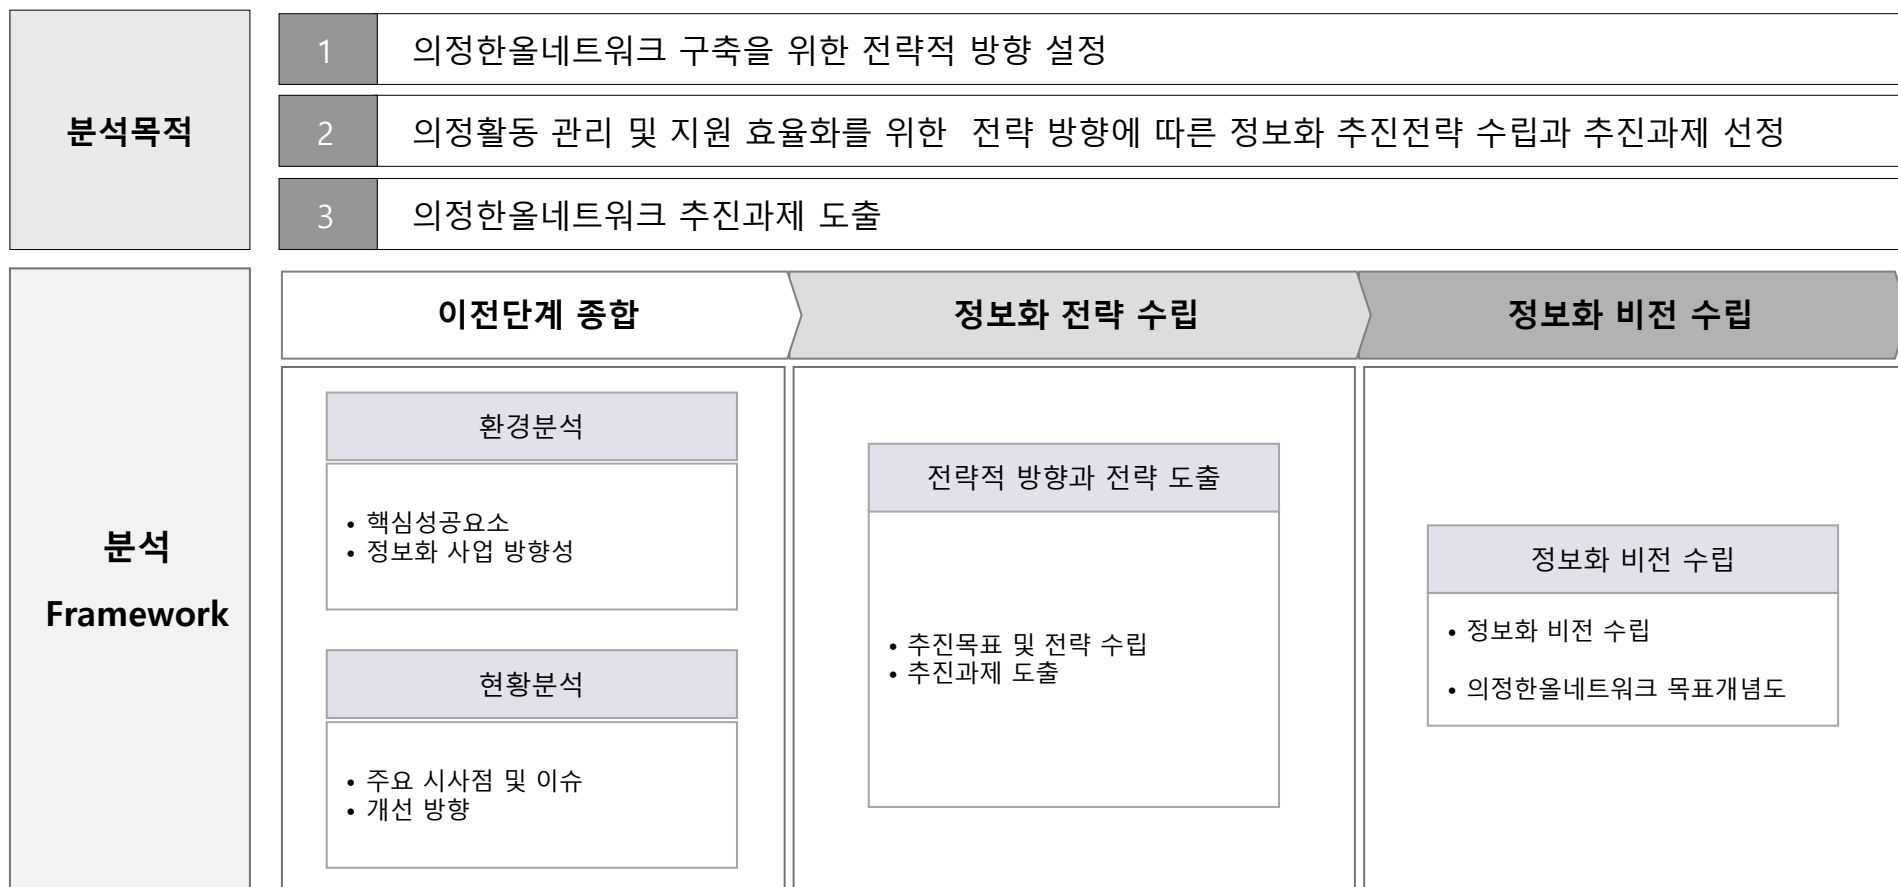 분석목적
1 의정한올네트워크 구축을 위한 전략적 방향 설정
2 의정활동 관리 및 지원 효율화를 위한 전략 방향에 따른 정보화 추진전략 수립과 추진과제 선정
3 의정한올네트워크 추진과제 도출
분석
Framework
이전단계 종합
정보화 전략 수립
정보화 비전 수립
환경분석
• 핵심성공요소
• 정보화 사업 방향성
현황분석
• 주요 시사점 및 이슈
• 개선 방향
전략적 방향과 전략 도출
• 추진목표 및 전략 수립
• 추진과제 도출
정보화 비전 수립
• 정보화 비전 수립
• 의정한올네트워크 목표개념도